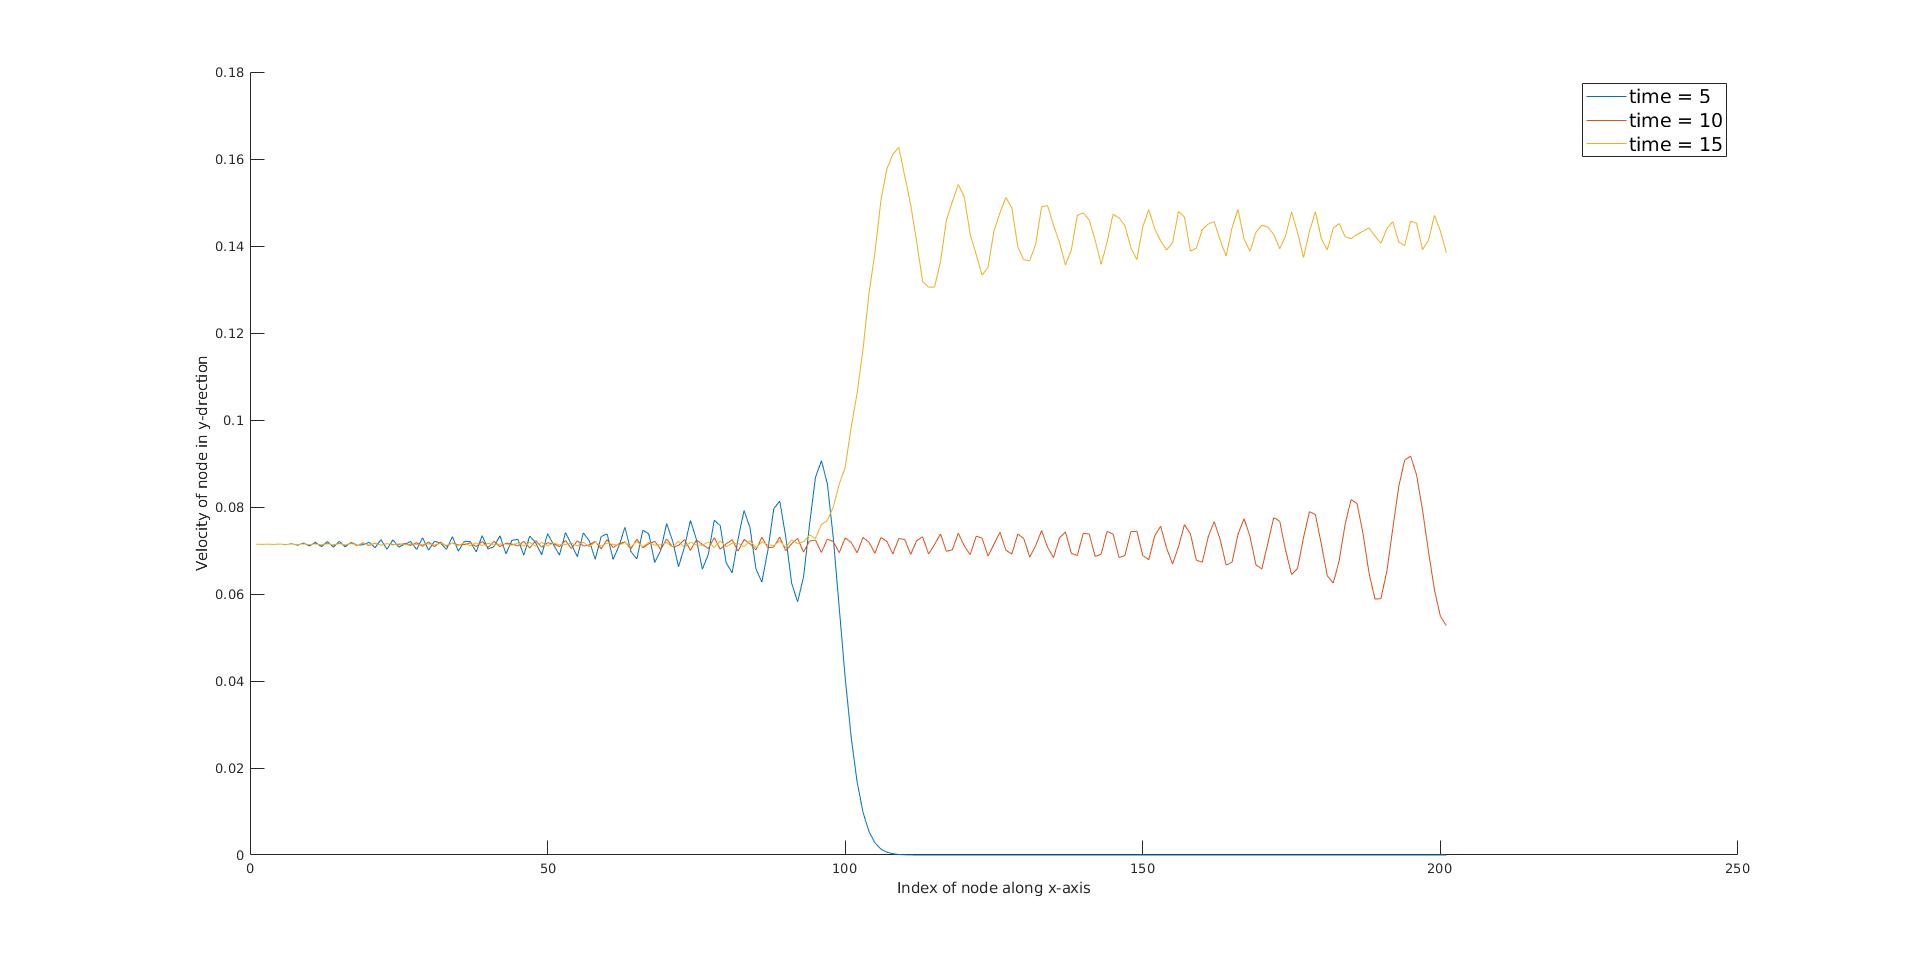 0.18
0.16
0.14
0.12
0.1
0.08
0.06
0.04
0.02
0
Velocity of node in y-drection
0 50 100 150 200 250
Index of node along x-axis
time = 5
time = 10
time = 15